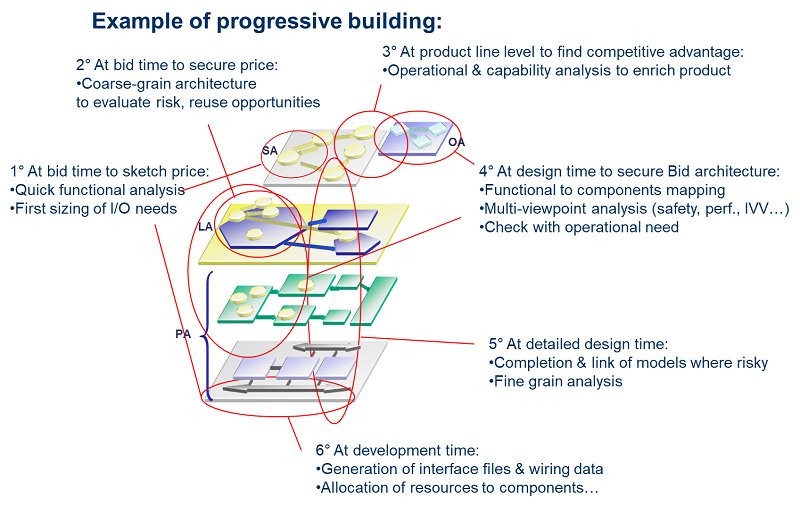 Example of progressive building:
3° At product line level to find competitive advantage:
•Operational & capability analysis to enrich product
2° At bid time to secure price:
•Coarse-grain architecture
to evaluate risk, reuse opportunities
SA
OA
1° At bid time to sketch price:
•Quick functional analysis
•First sizing of I/O needs
4° At design time to secure Bid architecture:
•Functional to components mapping
•Multi-viewpoint analysis (safety, perf., IVV…)
•Check with operational need
LA
PA
5° At detailed design time:
•Completion & link of models where risky
•Fine grain analysis
6° At development time:
•Generation of interface files & wiring data
•Allocation of resources to components…